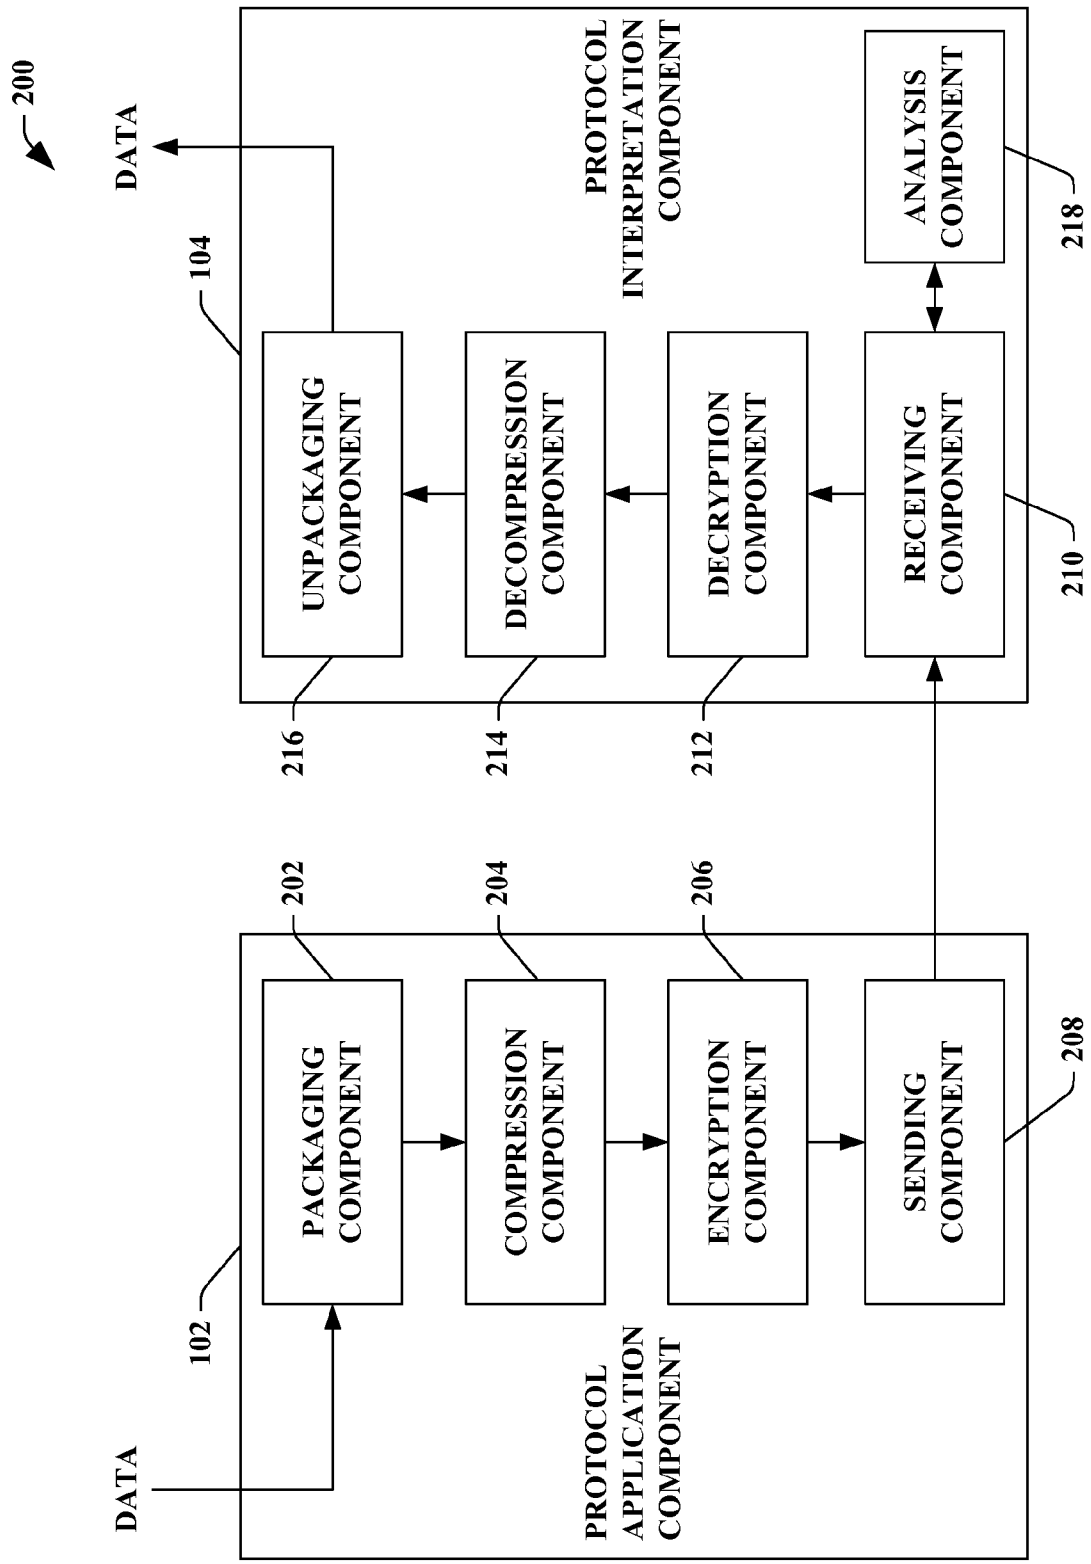 200
DATA
DATA
102
104
PACKAGING
COMPONENT
202
COMPRESSION
COMPONENT
204
PROTOCOL
APPLICATION
COMPONENT
ENCRYPTION
COMPONENT
206
SENDING
COMPONENT
208
216
UNPACKAGING
COMPONENT
214
DECOMPRESSION
COMPONENT
212
DECRYPTION
COMPONENT
PROTOCOL
INTERPRETATION
COMPONENT
RECEIVING
COMPONENT
210
ANALYSIS
COMPONENT
218